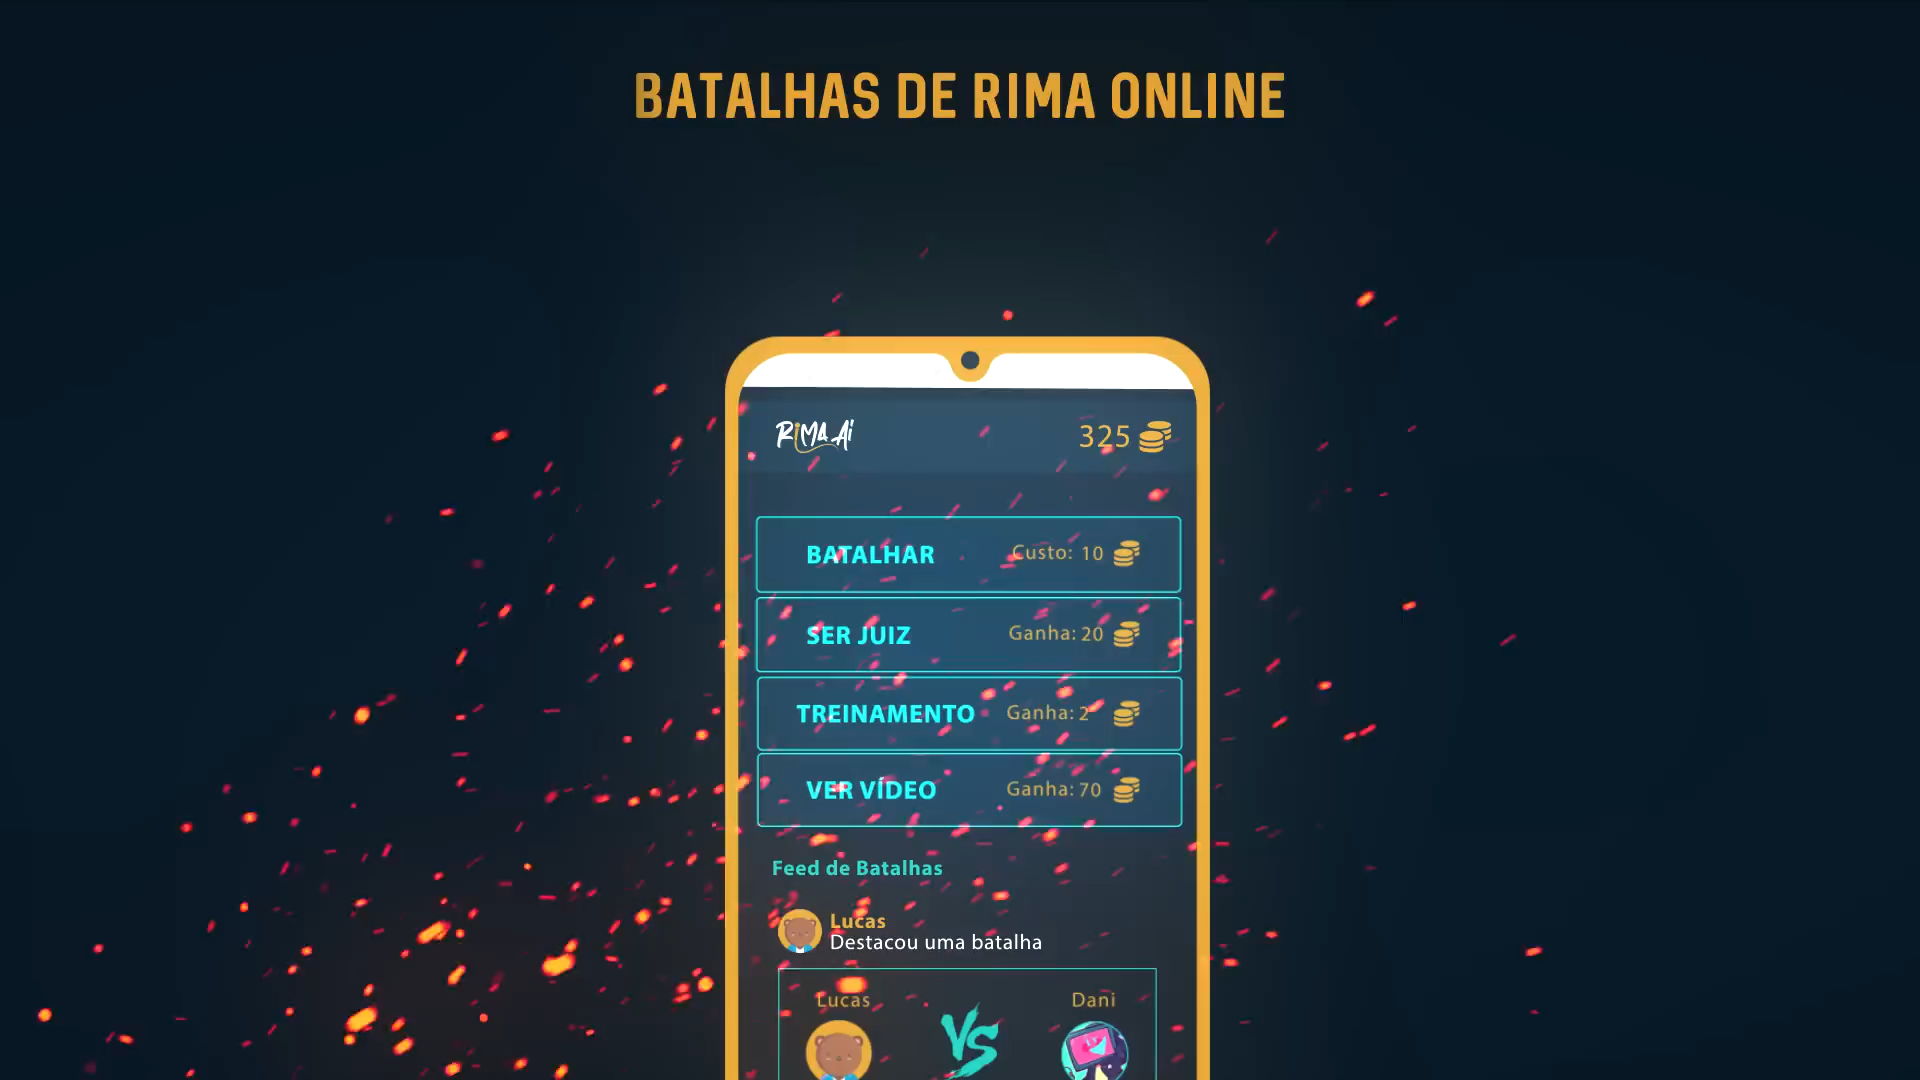 BATALHAS DE RIMA ONLINE
RiMA Aí
325
BATALHAR Custo: 10
SER JUIZ Ganha: 20
TREINAMENTO Ganha: 2
VER VÍDEO Ganha: 70
Feed de Batalhas
Lucas
Destacou uma batalha
Lucas VS Dani